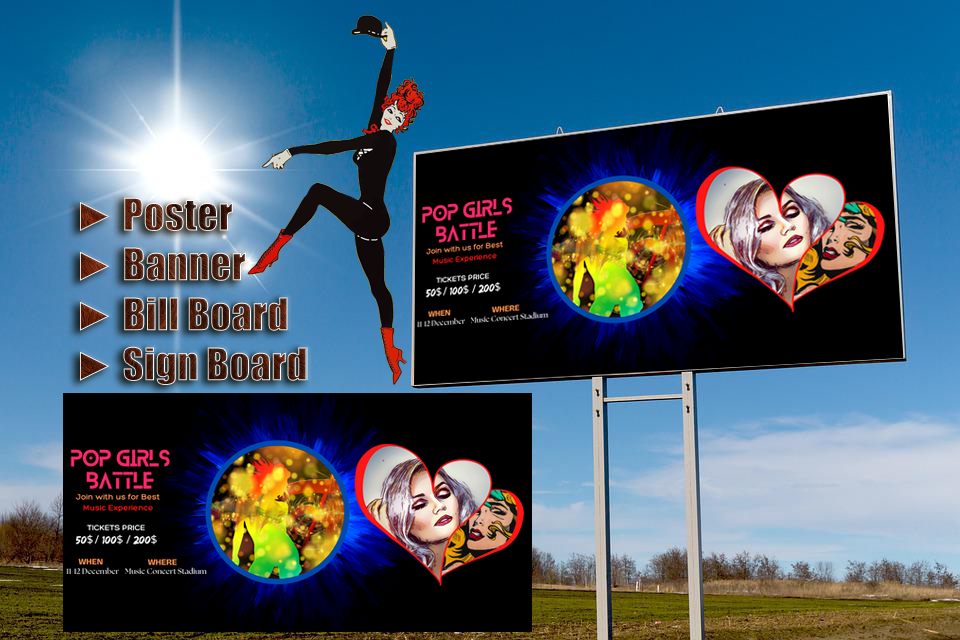 Poster
Banner
Bill Board
Sign Board
POP GIRLS
BATTLE
Join with us for Best
Music Experience
TICKETS PRICE
50$ / 100$ / 200$
WHEN
WHERE
11-12 December
Music Concert Stadium
POP GIRLS
BATTLE
Join with us for Best
Music Experience
TICKETS PRICE
50$ / 100$ / 200$
WHEN
WHERE
11-12 December
Music Concert Stadium